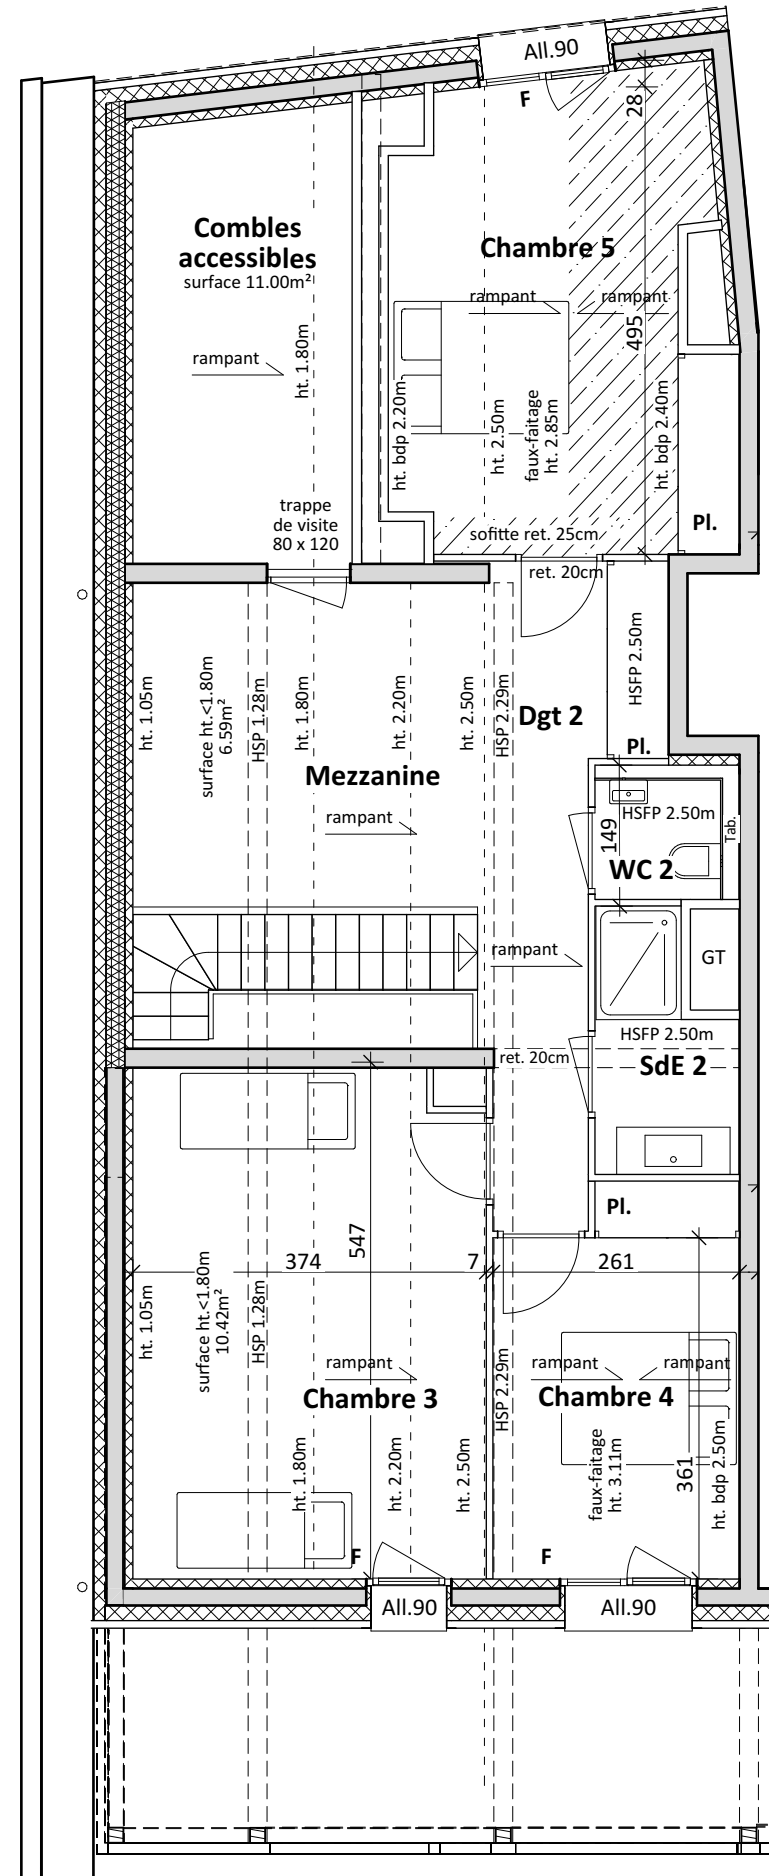 All.90
F
28
Combles
accessibles
surface 11.00m²
Chambre 5
rampant
rampant
495
rampant
ht. 1.80m
ht. bdp 2.20m
ht. 2.50m
faux-faitage
ht. 2.85m
ht. bdp 2.40m
trappe
de visite
80 x 120
sofitte ret. 25cm
Pl.
ret. 20cm
HSFP 2.50m
ht. 1.05m
surface ht.<1.80m
6.59m²
HSP 1.28m
ht. 1.80m
ht. 2.20m
ht. 2.50m
HSP 2.29m
Dgt 2
Pl.
Mezzanine
rampant
HSFP 2.50m
149
Tab.
WC 2
rampant
GT
HSFP 2.50m
ret. 20cm
SdE 2
Pl.
547
374
7
261
ht. 1.05m
surface ht.<1.80m
10.42m²
HSP 1.28m
rampant
HSP 2.29m
rampant
rampant
Chambre 3
Chambre 4
ht. 1.80m
ht. 2.20m
ht. 2.50m
faux-faitage
ht. 3.11m
361
ht. bdp 2.50m
F
F
All.90
All.90